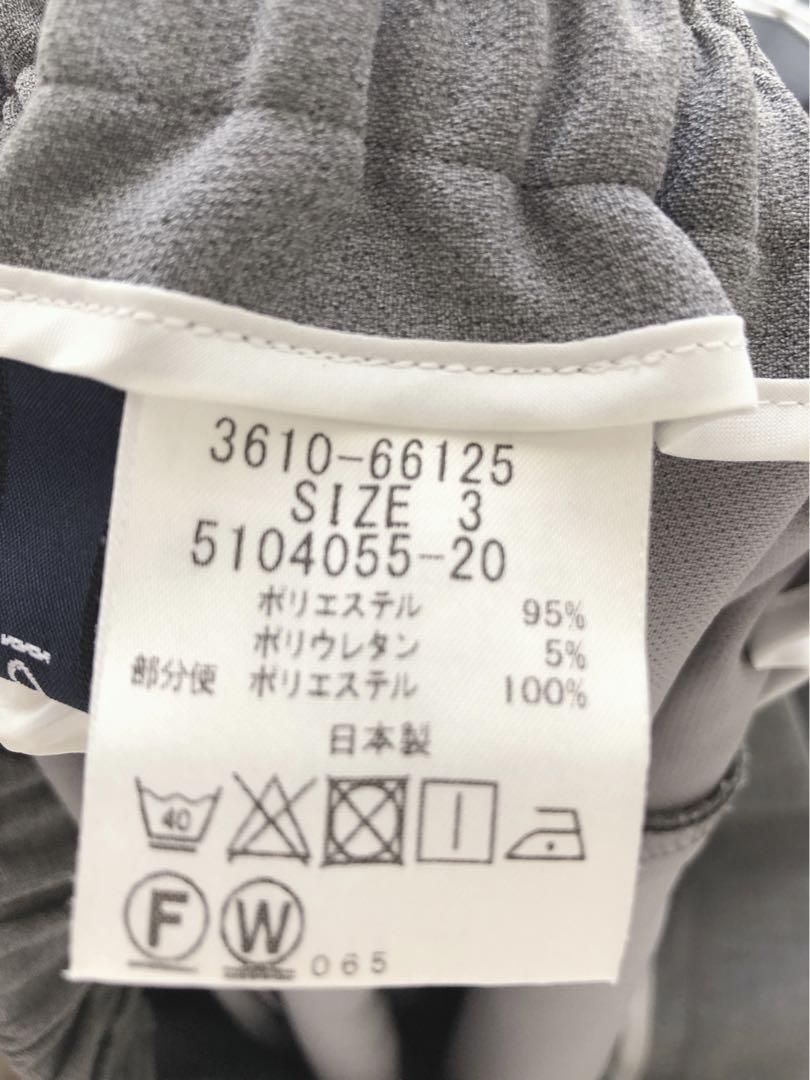 3610-66125
SIZE 3
5104055-20
ポリエステル 95%
ポリウレタン 5%
部分使 ポリエステル 100%
日本製
40
F W 065